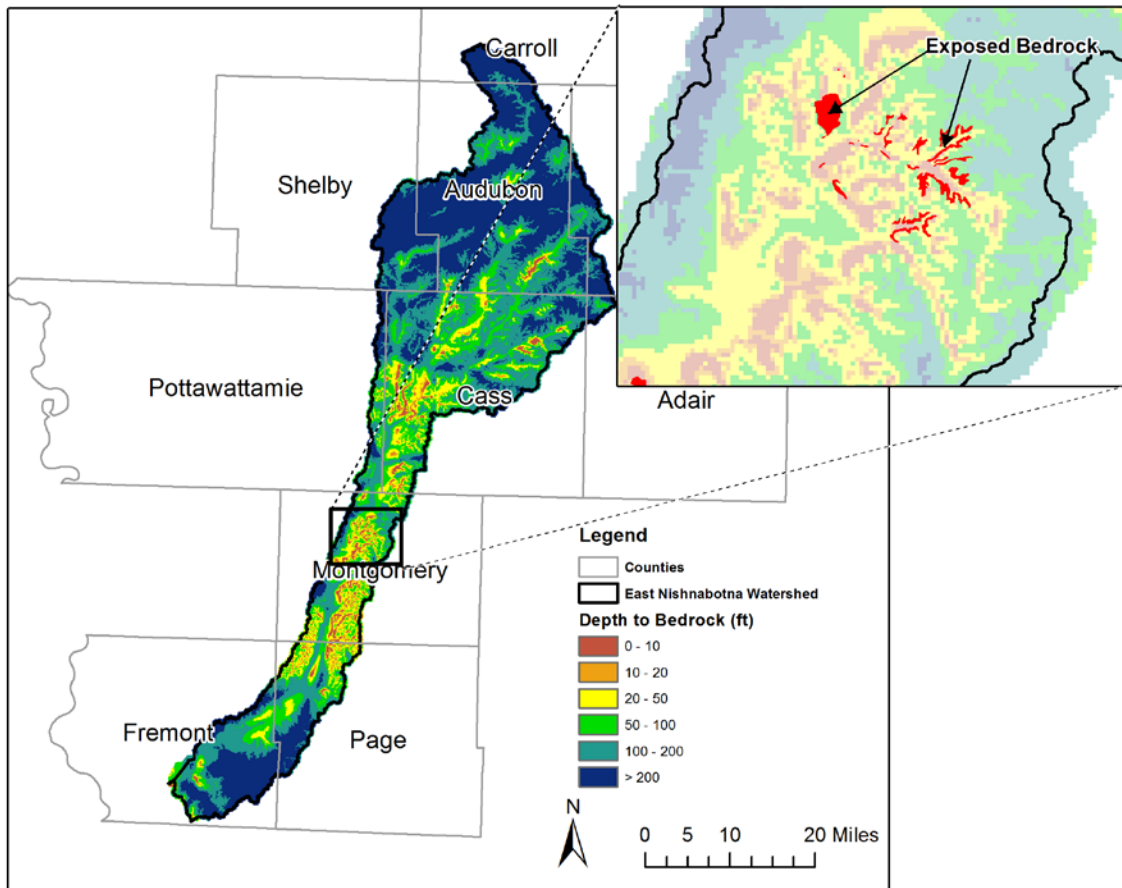 Carroll
Exposed Bedrock
Shelby
Audubon
Pottawattamie
Cass
Adair
Montgomery
Fremont
Page
Legend
Counties
East Nishnabotna Watershed
Depth to Bedrock (ft)
0 - 10
10 - 20
20 - 50
50 - 100
100 - 200
> 200
N
0 5 10 20 Miles